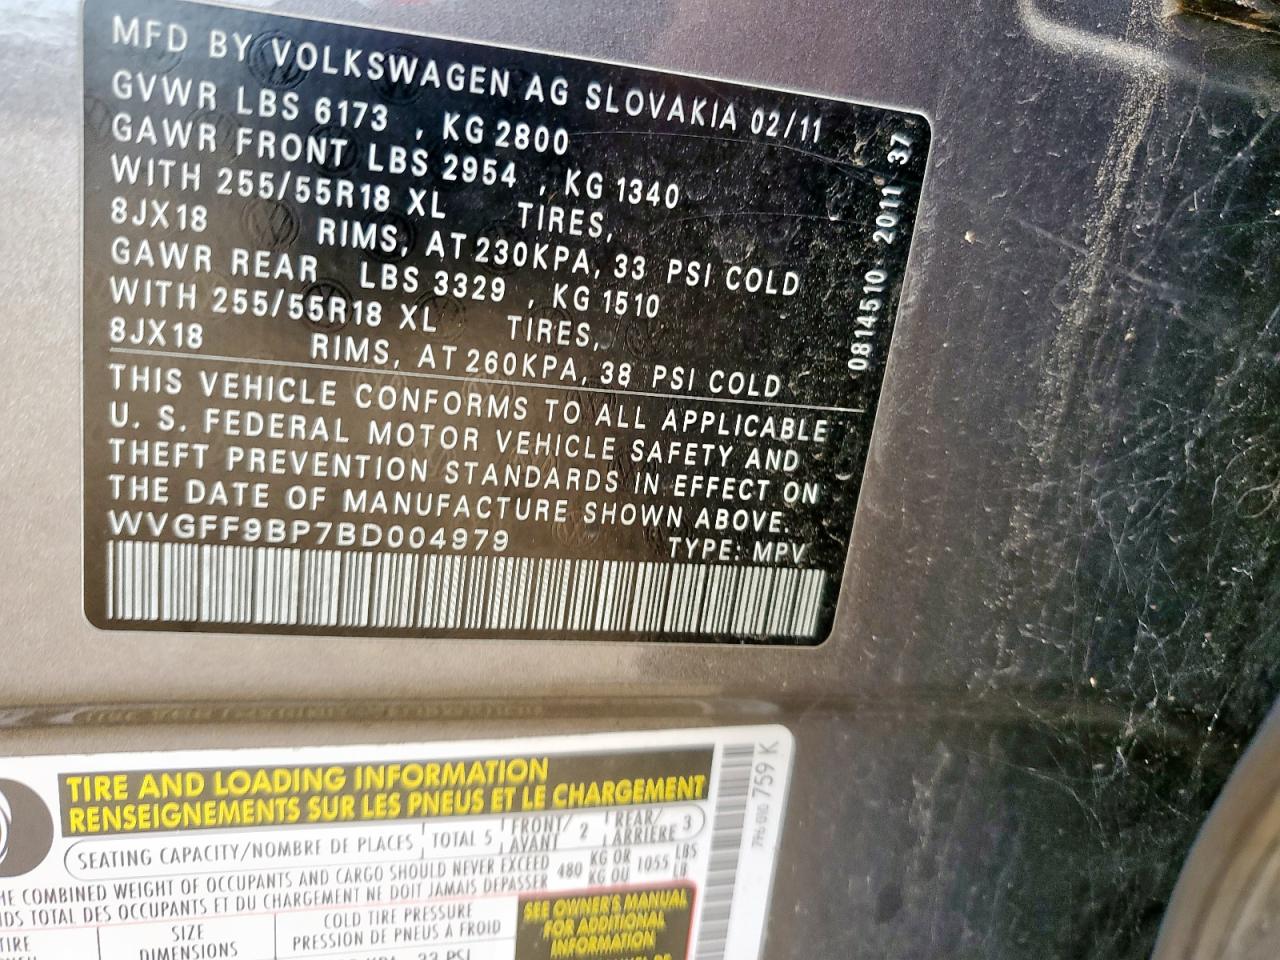 MFD BY VOLKSWAGEN AG SLOVAKIA 02/11
GVWR LBS 6173 , KG 2800
GAWR FRONT LBS 2954 , KG 1340
WITH 255/55R18 XL TIRES,
8JX18 RIMS, AT 230KPA, 33 PSI COLD
GAWR REAR LBS 3329 , KG 1510
WITH 255/55R18 XL TIRES,
8JX18 RIMS, AT 260KPA, 38 PSI COLD
THIS VEHICLE CONFORMS TO ALL APPLICABLE
U. S. FEDERAL MOTOR VEHICLE SAFETY AND
THEFT PREVENTION STANDARDS IN EFFECT ON
THE DATE OF MANUFACTURE SHOWN ABOVE.
WVGFF9BP7BD004979 TYPE: MPV
0814510 2011 37
TIRE AND LOADING INFORMATION
RENSEIGNEMENTS SUR LES PNEUS ET LE CHARGEMENT
SEATING CAPACITY/NOMBRE DE PLACES TOTAL 5 FRONT/AVANT 2 REAR/ARRIÈRE 3
THE COMBINED WEIGHT OF OCCUPANTS AND CARGO SHOULD NEVER EXCEED 480 KG OR 1055 LBS
TOTAL DES OCCUPANTS ET DU CHARGEMENT NE DOIT JAMAIS DEPASSER KG OU LB
SIZE
DIMENSIONS
COLD TIRE PRESSURE
PRESSION DE PNEUS A FROID
33 PSI
SEE OWNER'S MANUAL
FOR ADDITIONAL
INFORMATION
759 K